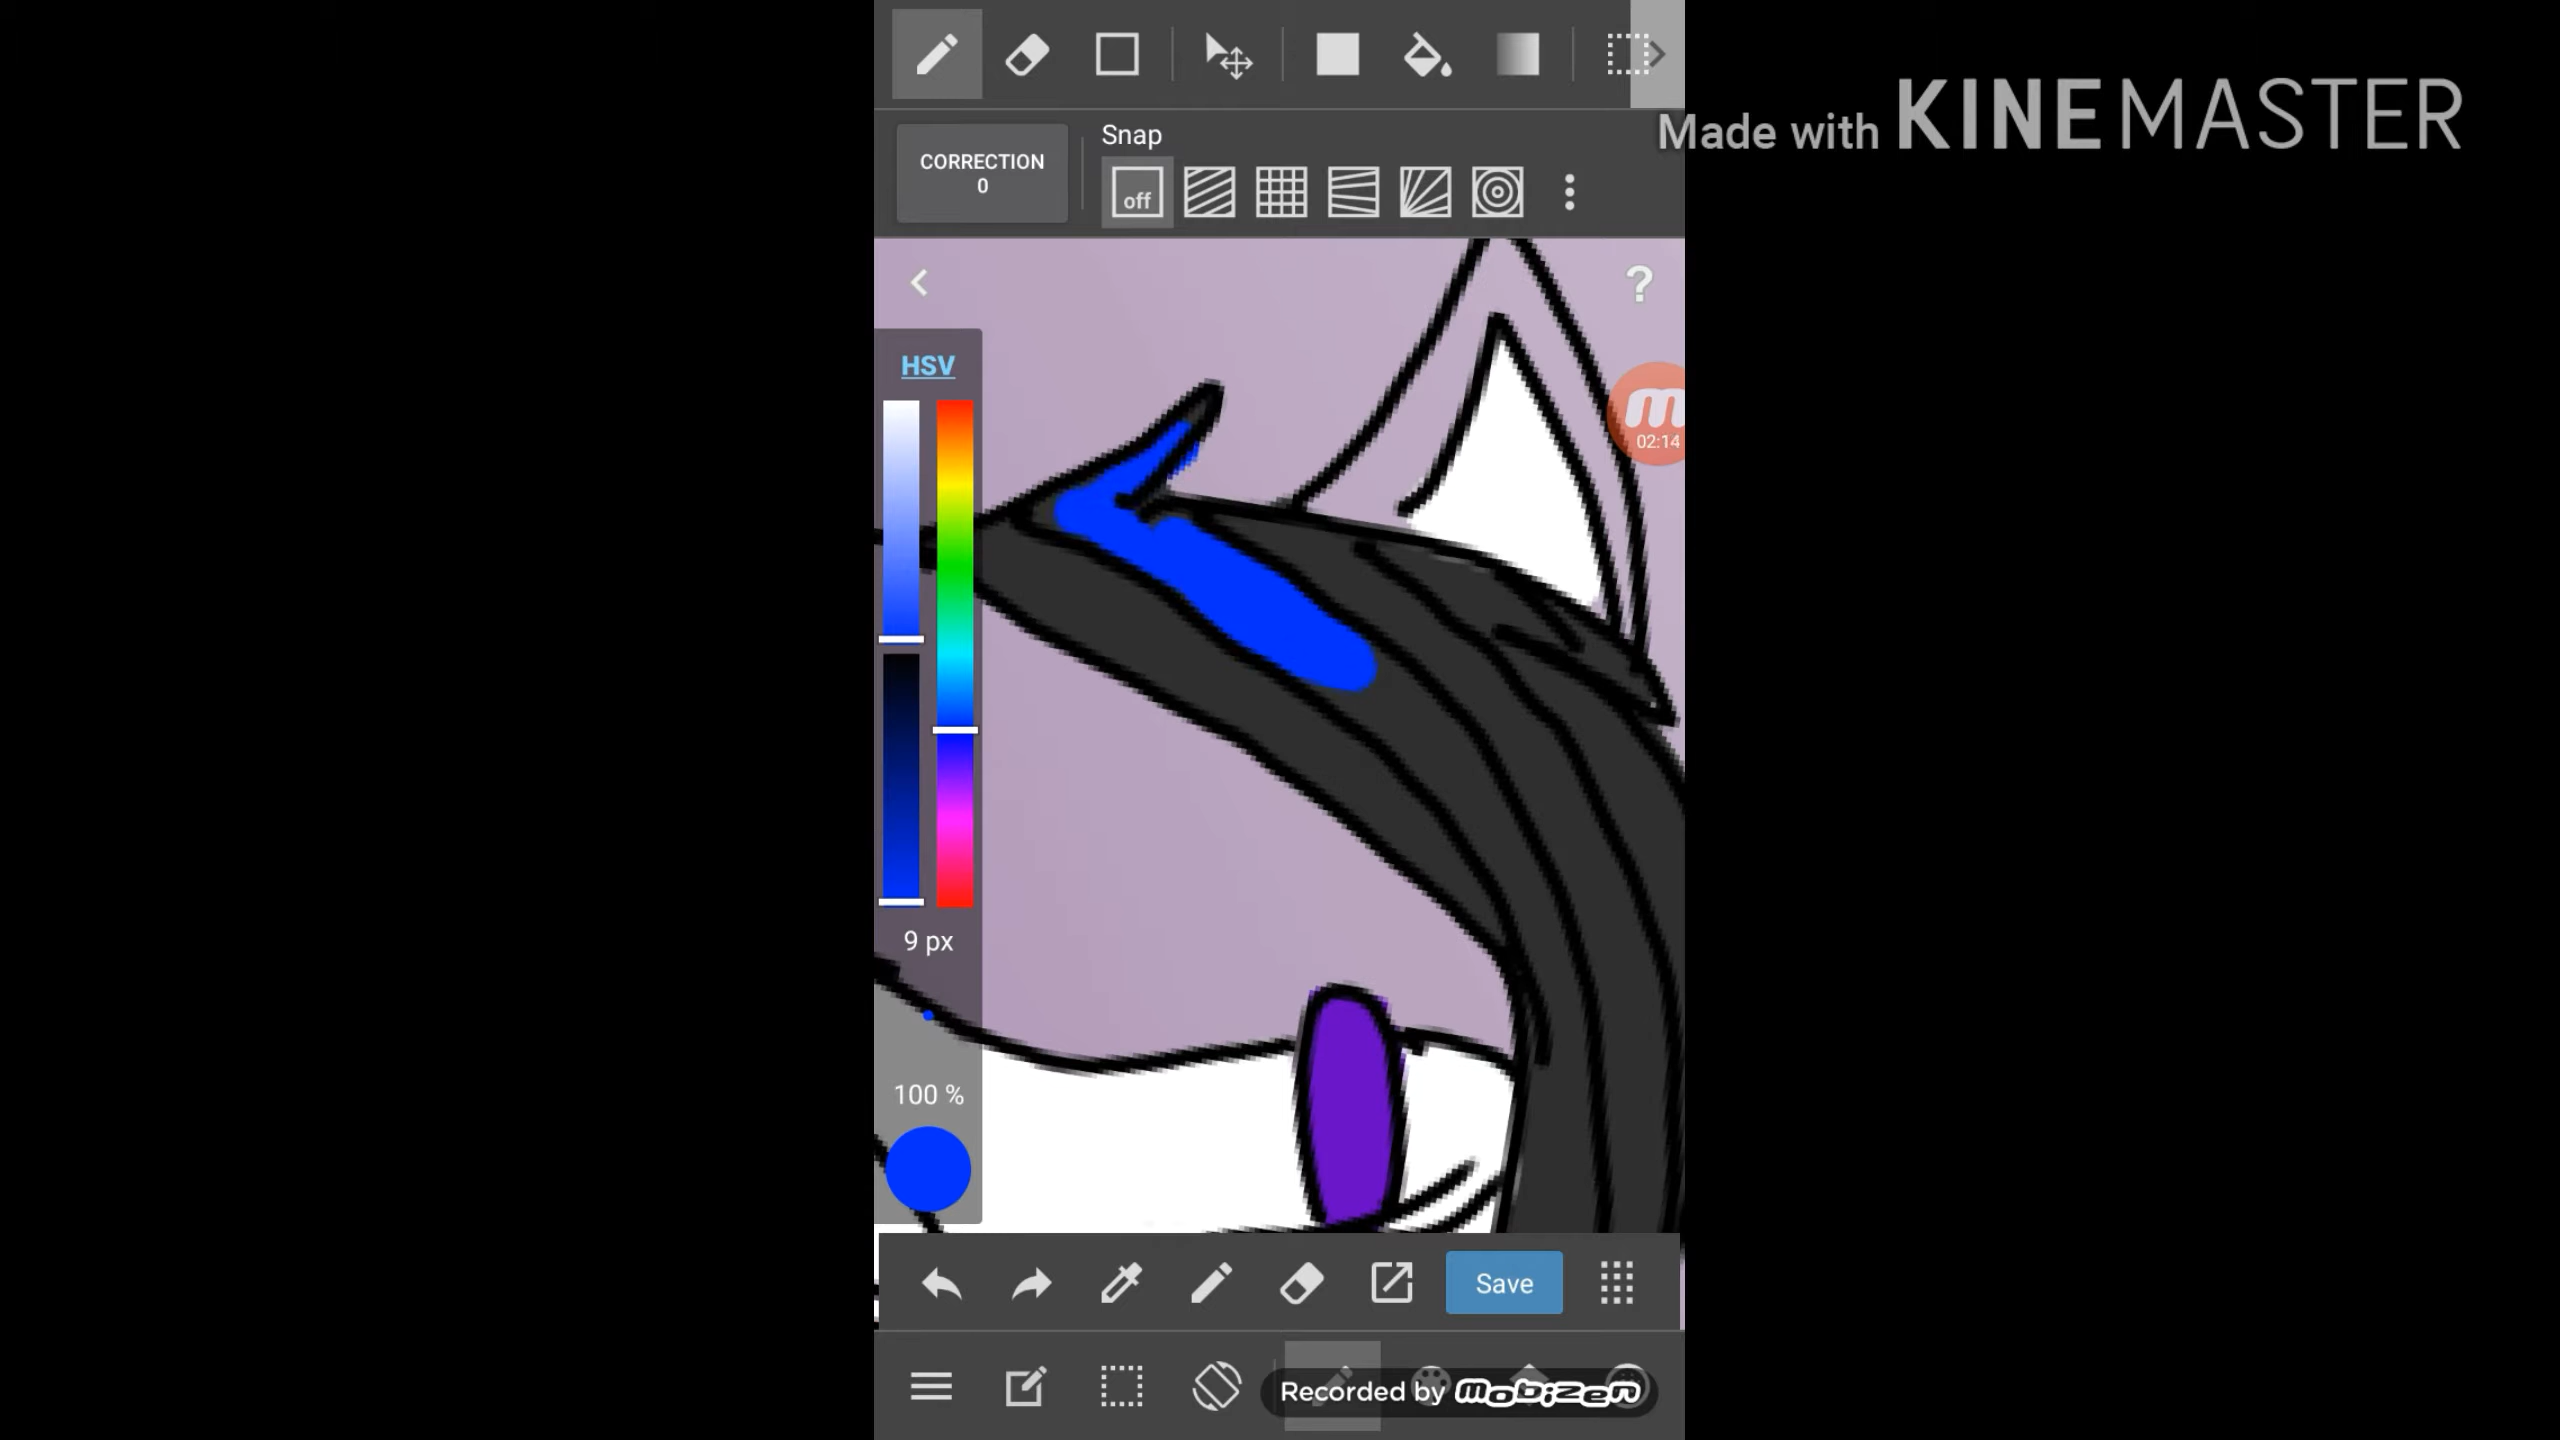 Made with KINEMASTER
CORRECTION
0
Snap
off
?
HSV
02:14
9 px
100 %
Save
Recorded by mobizen